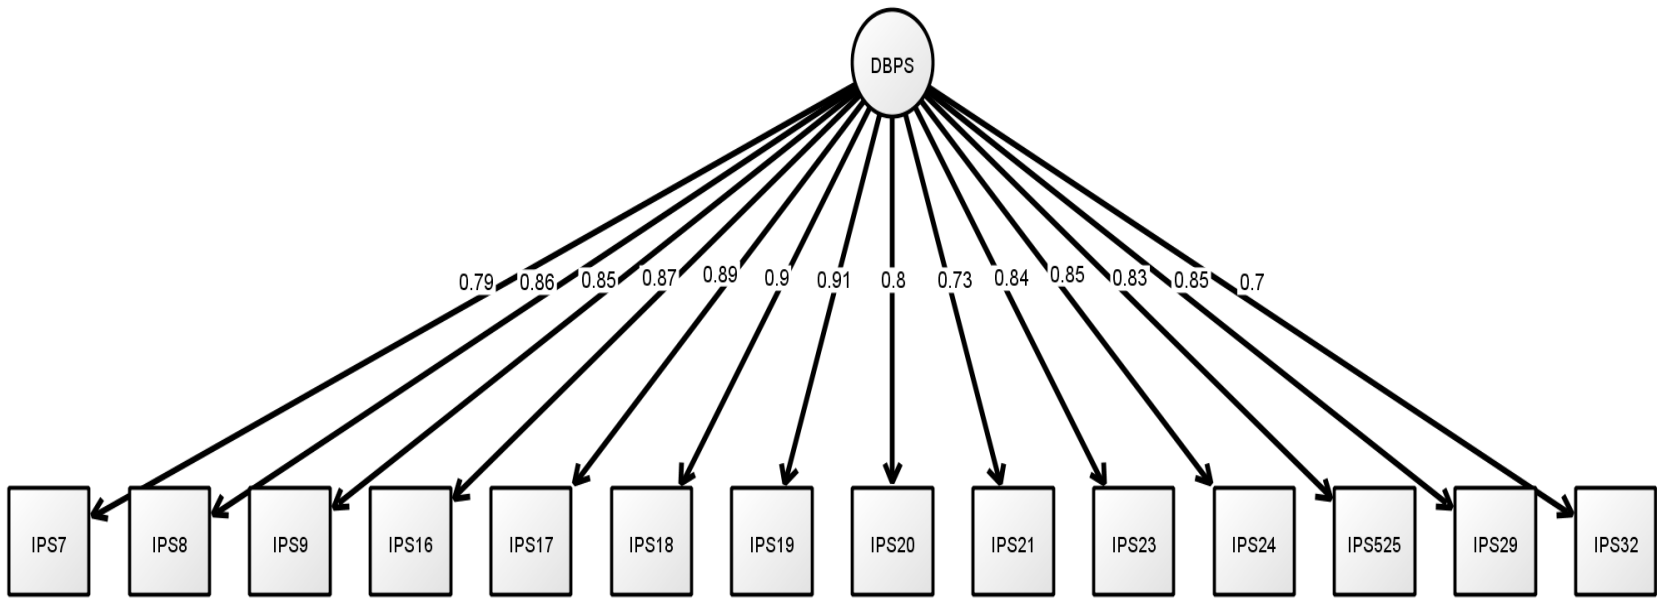 DBPS
0.79 0.86 0.85 0.87 0.89 0.9 0.91 0.8 0.73 0.84 0.85 0.83 0.85 0.7
IPS7 IPS8 IPS9 IPS16 IPS17 IPS18 IPS19 IPS20 IPS21 IPS23 IPS24 IPS525 IPS29 IPS32